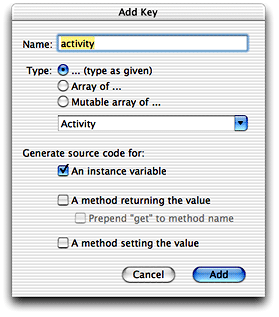 Add Key
Name: activity
Type: ... (type as given)
Array of ...
Mutable array of ...
Activity
Generate source code for:
An instance variable
A method returning the value
Prepend "get" to method name
A method setting the value
Cancel Add